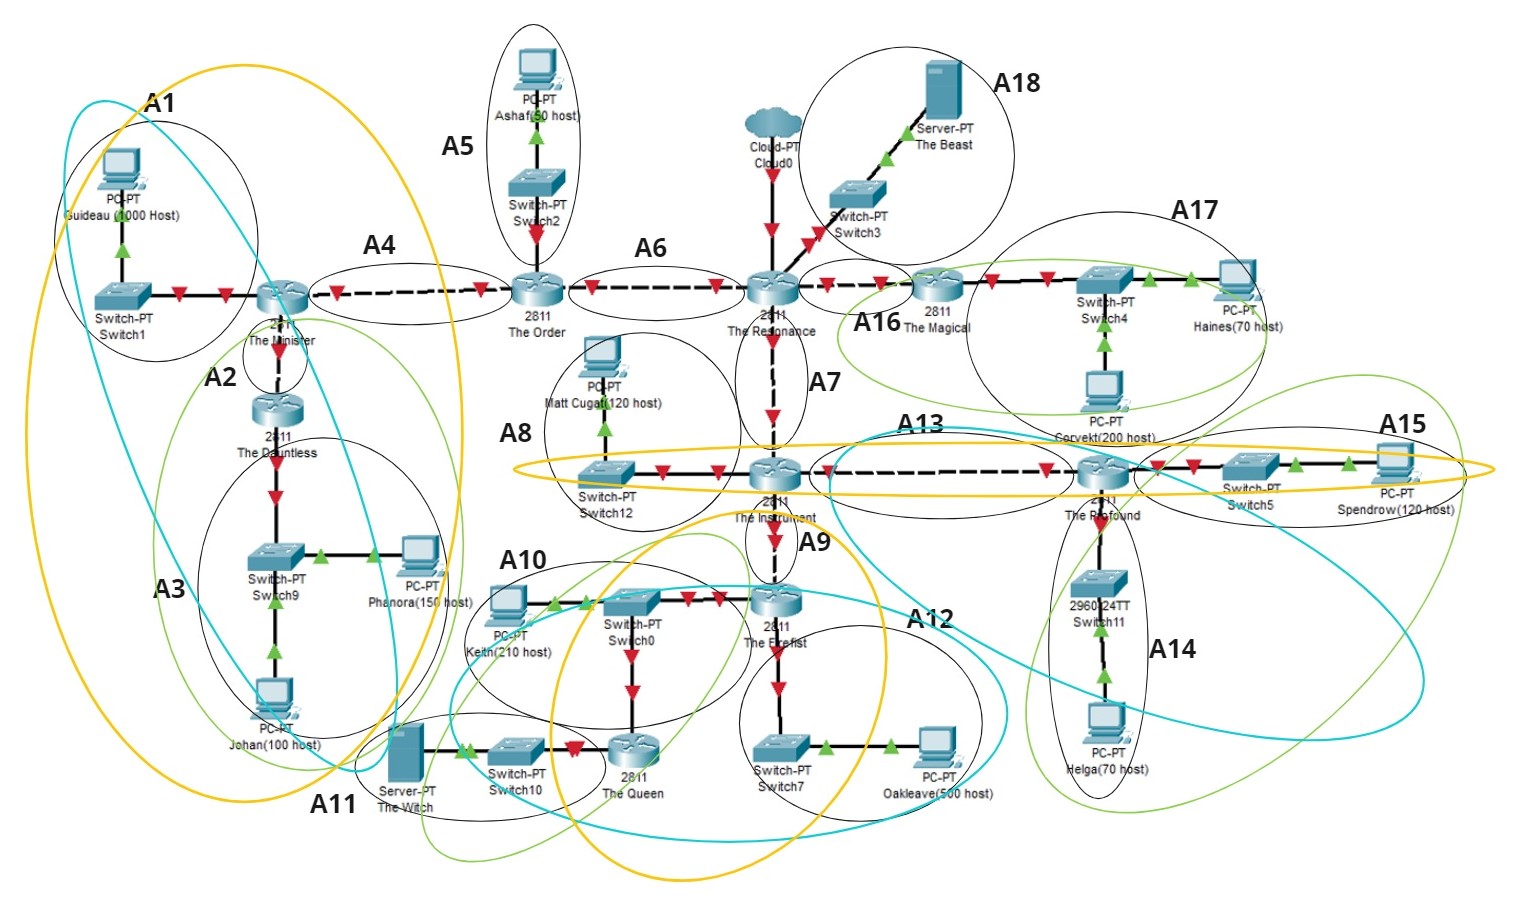 A1
PC-PT
Guideau (1000 Host)
Switch-PT
Switch1
A4
2811
The Minister
A2
2811
The Dauntless
A3
Switch-PT
Switch9
PC-PT
Phanora(150 host)
PC-PT
Johan(100 host)
A5
PC-PT
Ashaf(50 host)
Switch-PT
Switch2
2811
The Order
A6
Cloud-PT
Cloud0
A18
Server-PT
The Beast
Switch-PT
Switch3
2811
The Resonance
A16
2811
The Magical
A17
Switch-PT
Switch4
PC-PT
Haines(70 host)
PC-PT
Corvekt(200 host)
A7
A8
PC-PT
Matt Cugat(120 host)
Switch-PT
Switch12
2811
The Instrument
A13
2811
The Profound
A15
Switch-PT
Switch5
PC-PT
Spendrow(120 host)
A9
A10
PC-PT
Keith(210 host)
Switch-PT
Switch0
2811
The Firefist
A12
2960-24TT
Switch11
A14
PC-PT
Helga(70 host)
A11
Server-PT
The Witch
Switch-PT
Switch10
2811
The Queen
Switch-PT
Switch7
PC-PT
Oakleave(500 host)